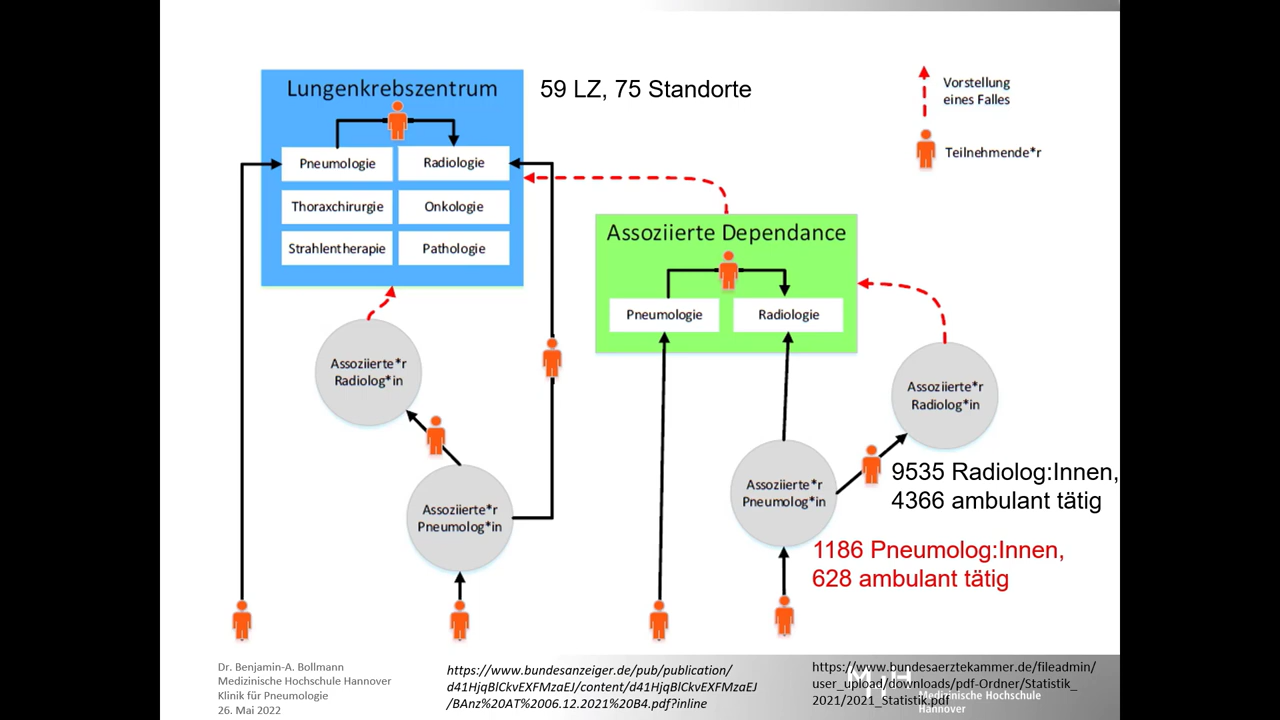 Lungenkrebszentrum
59 LZ, 75 Standorte
Pneumologie
Radiologie
Thoraxchirurgie
Onkologie
Strahlentherapie
Pathologie
Vorstellung
eines Falles
Teilnehmende*r
Assoziierte Dependance
Pneumologie
Radiologie
Assoziierte*r
Radiolog*in
Assoziierte*r
Pneumolog*in
Assoziierte*r
Radiolog*in
Assoziierte*r
Pneumolog*in
9535 Radiolog:Innen,
4366 ambulant tätig
1186 Pneumolog:Innen,
628 ambulant tätig
Dr. Benjamin-A. Bollmann
Medizinische Hochschule Hannover
Klinik für Pneumologie
26. Mai 2022
https://www.bundesanzeiger.de/pub/publication/
d41HjqBlCkvEXFMzaEJ/content/d41HjqBlCkvEXFMzaEJ
/BAnz%20AT%2006.12.2021%20B4.pdf?inline
https://www.bundesaerztekammer.de/fileadmin/
user_upload/downloads/pdf-Ordner/Statistik_
2021/2021_Statistik.pdf
MHH
Medizinische Hochschule
Hannover